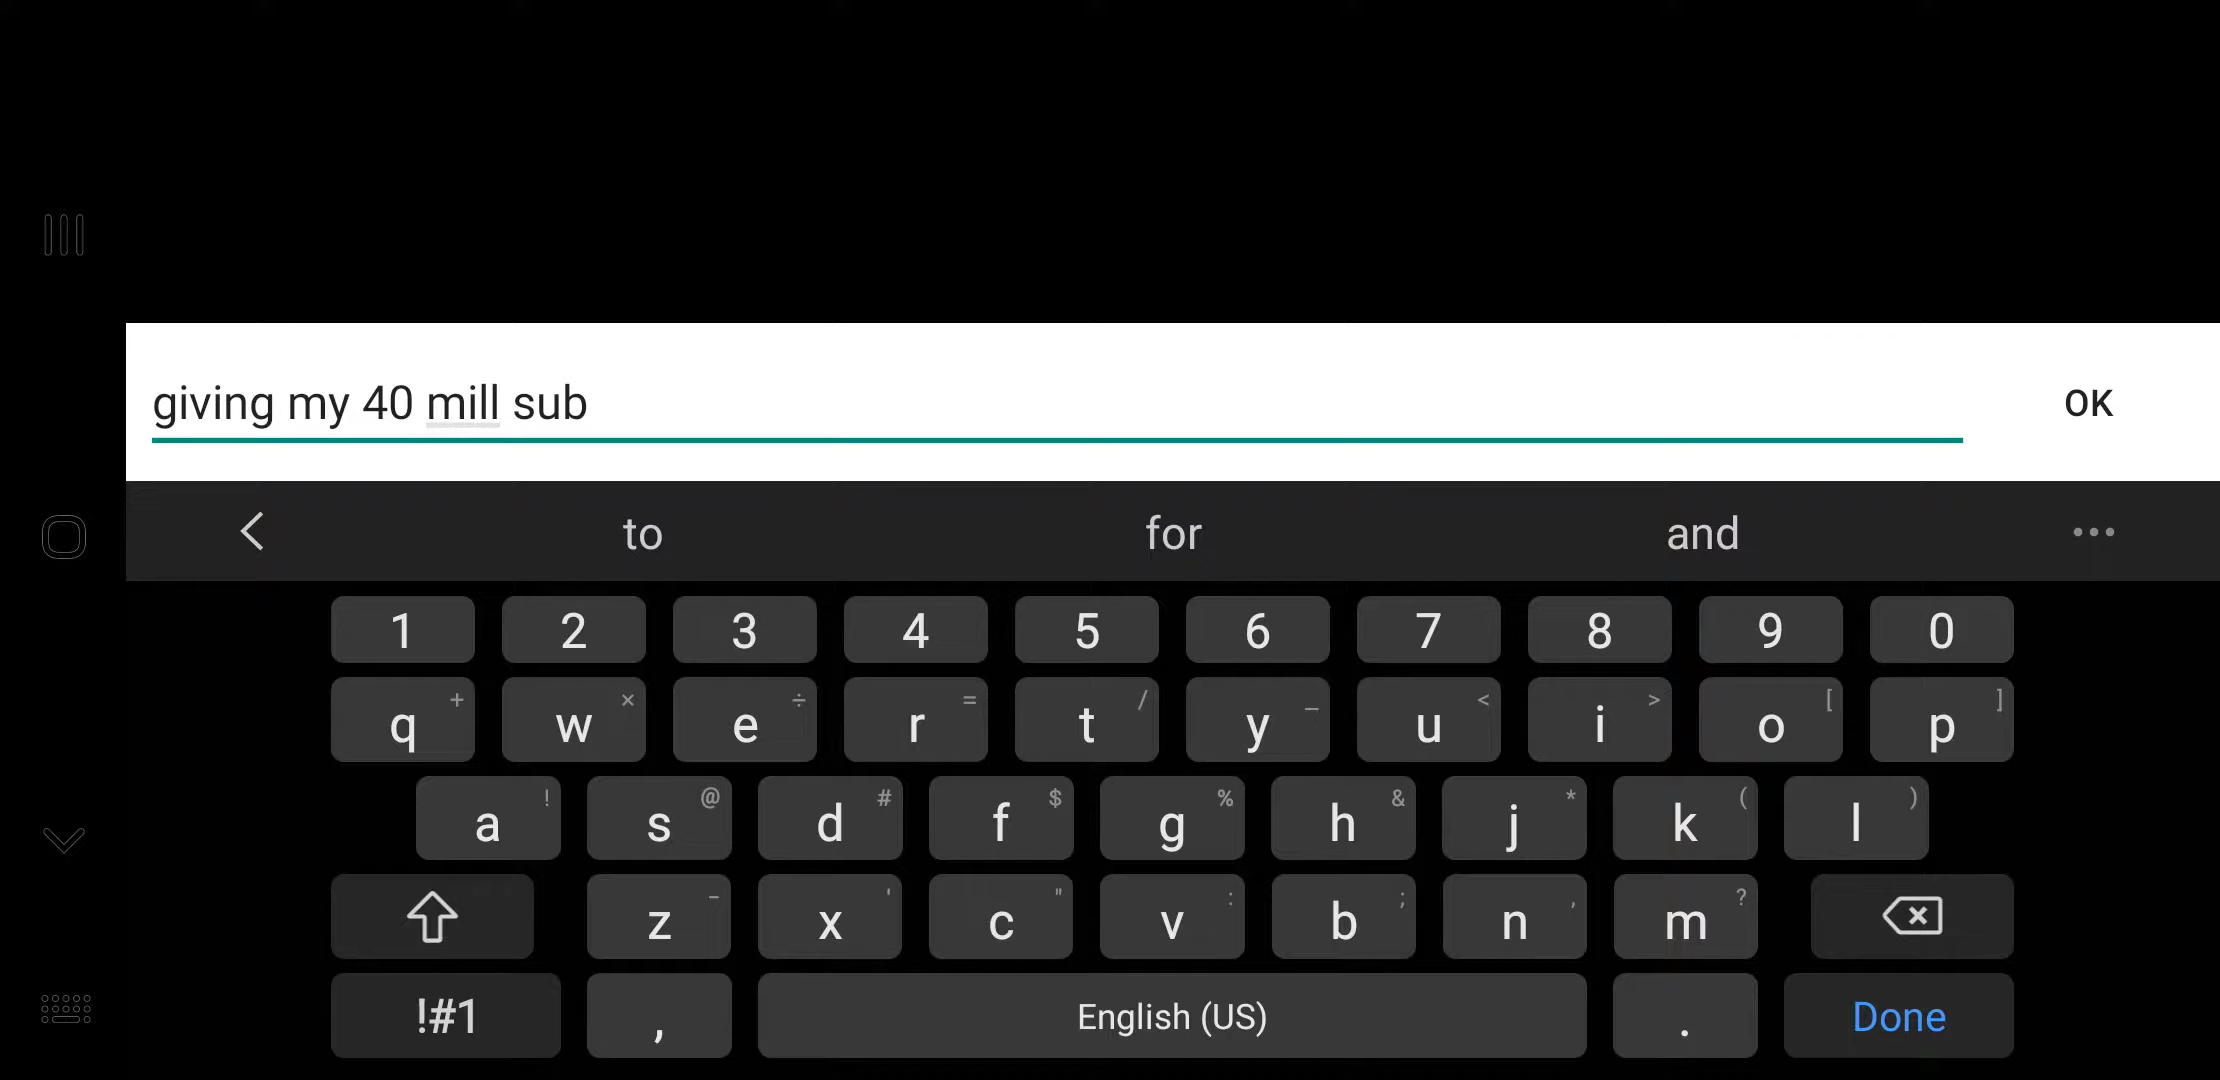 giving my 40 mill sub
OK
to for and
1 2 3 4 5 6 7 8 9 0
+ × ÷ = / _ < > [ ]
q w e r t y u i o p
! @ # $ % & * ( )
a s d f g h j k l
- ' " : ; , ?
z x c v b n m
!#1 , English (US) . Done